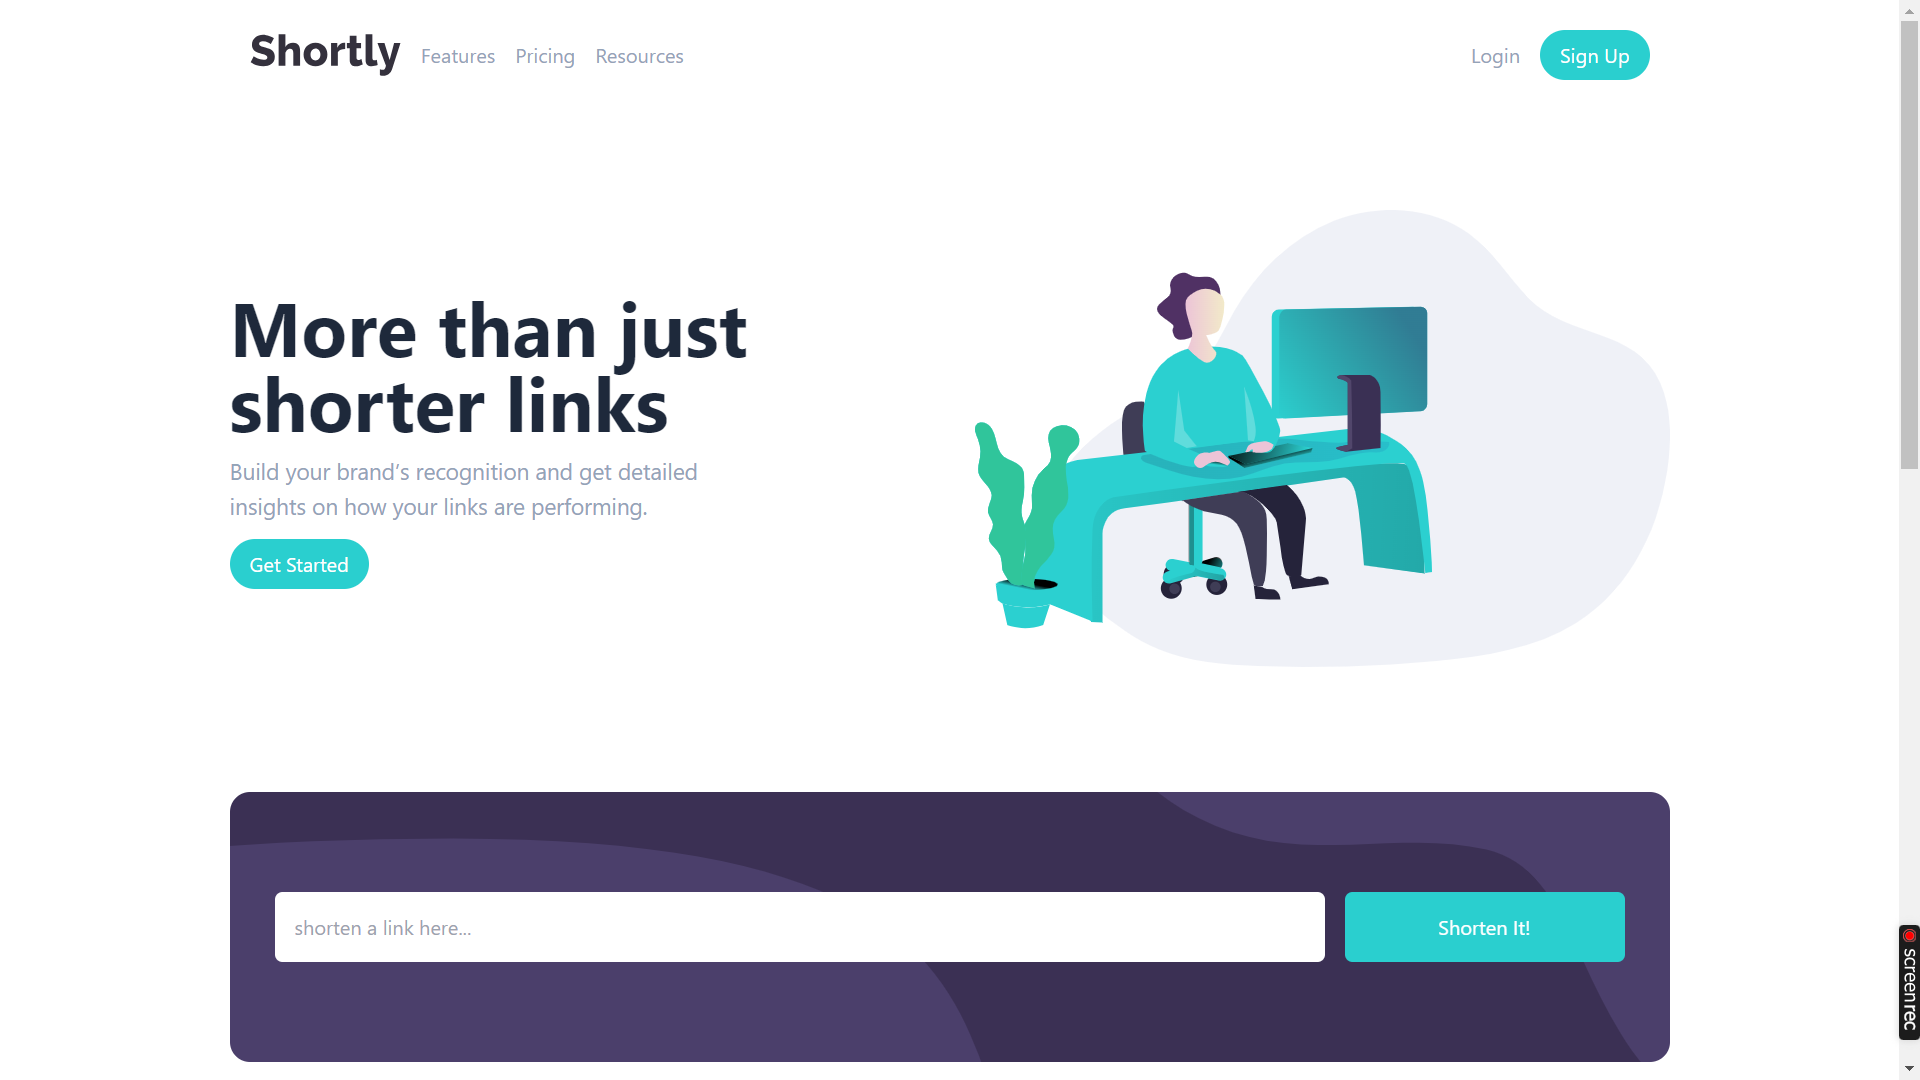 Shortly Features Pricing Resources Login Sign Up
More than just
shorter links
Build your brand’s recognition and get detailed
insights on how your links are performing.
Get Started
shorten a link here...
Shorten It!
screenrec